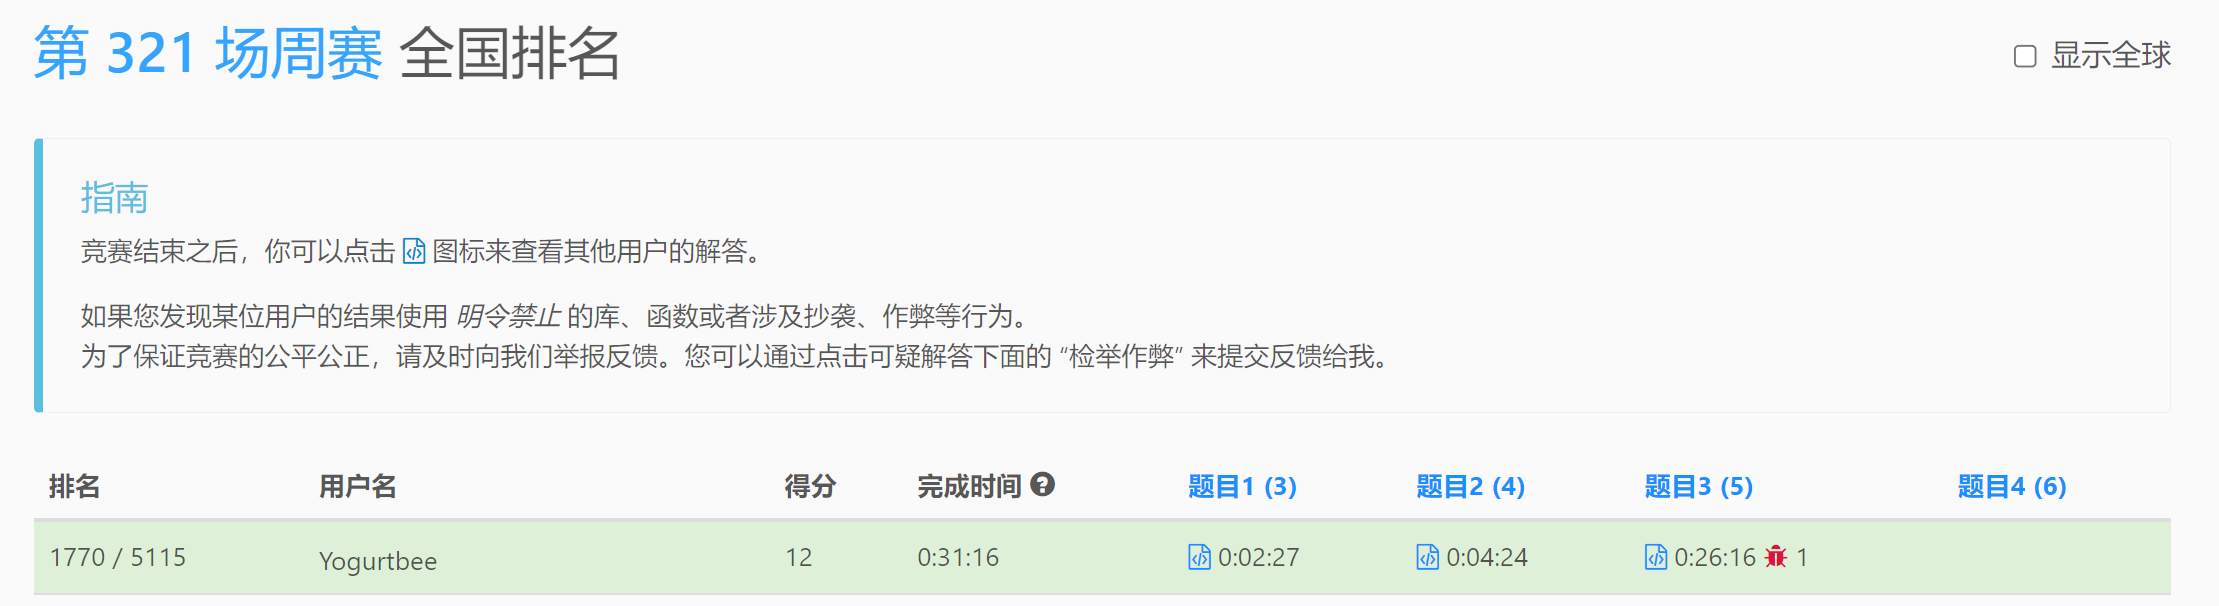 第 321 场周赛 全国排名
显示全球
指南
竞赛结束之后，你可以点击 图标来查看其他用户的解答。
如果您发现某位用户的结果使用 明令禁止 的库、函数或者涉及抄袭、作弊等行为。
为了保证竞赛的公平公正，请及时向我们举报反馈。您可以通过点击可疑解答下面的 “检举作弊” 来提交反馈给我。
排名 用户名 得分 完成时间 题目1 (3) 题目2 (4) 题目3 (5) 题目4 (6)
1770 / 5115 Yogurtbee 12 0:31:16 0:02:27 0:04:24 0:26:16 1